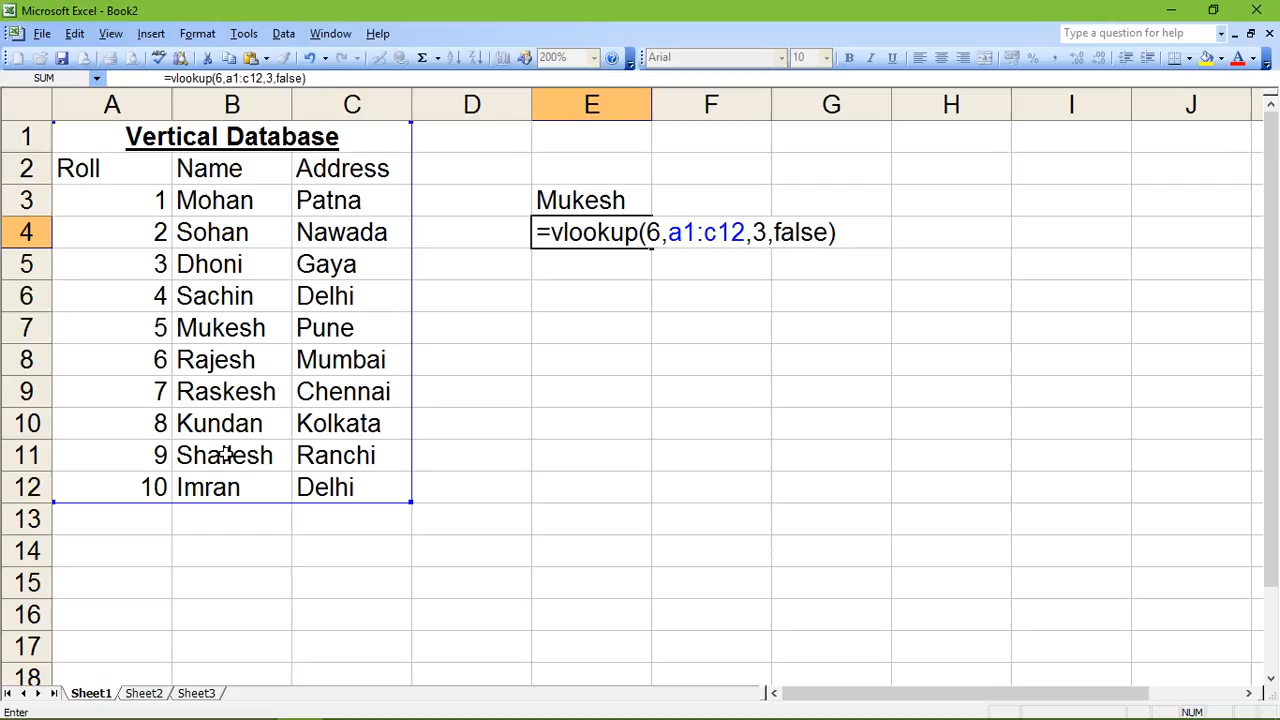 Microsoft Excel - Book2
File Edit View Insert Format Tools Data Window Help Type a question for help
200% Arial 10 B I U
SUM =vlookup(6,a1:c12,3,false)
A B C D E F G H I J
1 Vertical Database
2 Roll Name Address
3 1 Mohan Patna Mukesh
4 2 Sohan Nawada =vlookup(6,a1:c12,3,false)
5 3 Dhoni Gaya
6 4 Sachin Delhi
7 5 Mukesh Pune
8 6 Rajesh Mumbai
9 7 Raskesh Chennai
10 8 Kundan Kolkata
11 9 Ranchi
12 10 Imran Delhi
13
14
15
16
17
18
Sheet1 Sheet2 Sheet3
Enter NUM